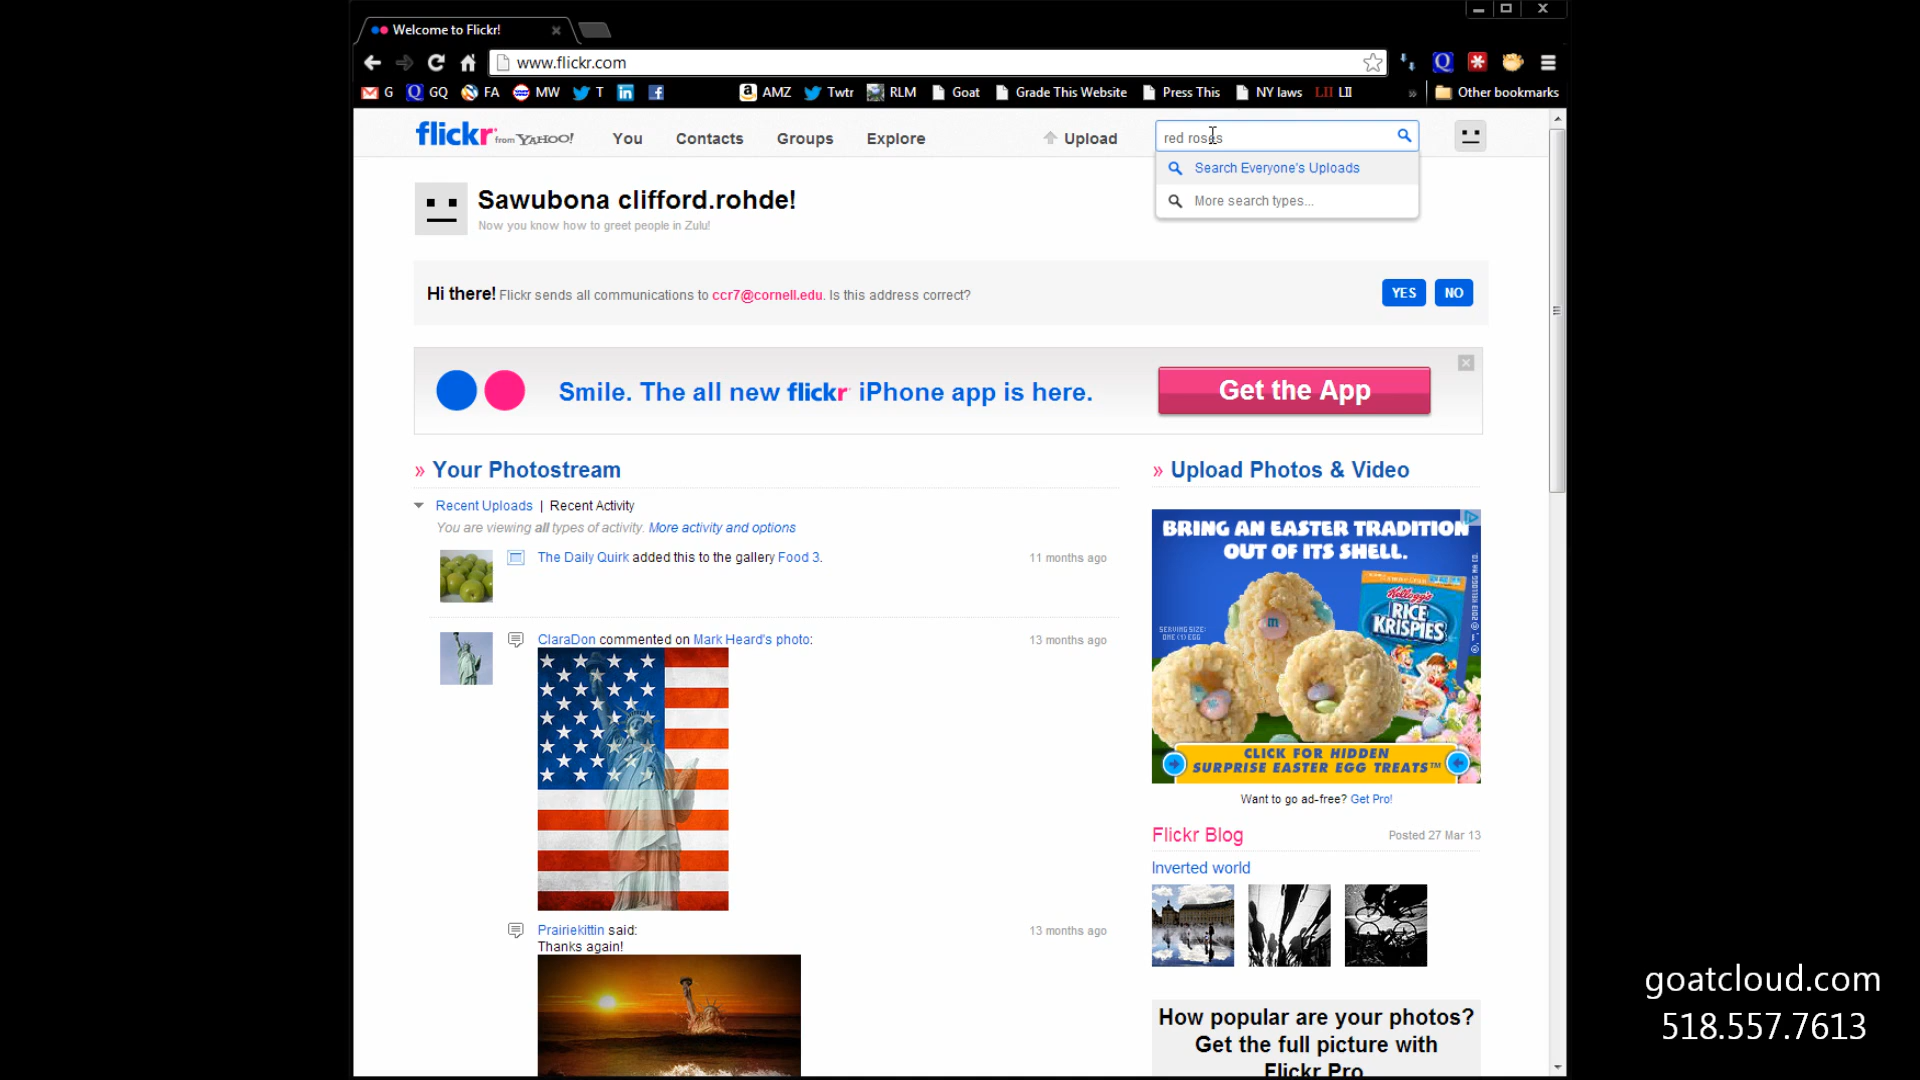 Welcome to Flickr!
www.flickr.com
G GQ FA MW T AMZ Twtr RLM Goat Grade This Website Press This NY laws LII LII » Other bookmarks
flickr from YAHOO! You Contacts Groups Explore Upload red roses
Search Everyone's Uploads
More search types...
Sawubona clifford.rohde!
Now you know how to greet people in Zulu!
Hi there! Flickr sends all communications to ccr7@cornell.edu. Is this address correct? YES NO
Smile. The all new flickr iPhone app is here. Get the App
» Your Photostream
Recent Uploads | Recent Activity
You are viewing all types of activity. More activity and options
The Daily Quirk added this to the gallery Food 3. 11 months ago
ClaraDon commented on Mark Heard's photo: 13 months ago
Prairiekittin said: 13 months ago
Thanks again!
» Upload Photos & Video
BRING AN EASTER TRADITION
OUT OF ITS SHELL.
Kellogg's
RICE
KRISPIES
SERVING SIZE:
ONE (1) EGG
m
CLICK FOR HIDDEN
SURPRISE EASTER EGG TREATS™
Want to go ad-free? Get Pro!
Flickr Blog Posted 27 Mar 13
Inverted world
How popular are your photos?
Get the full picture with
Flickr Pro
goatcloud.com
518.557.7613